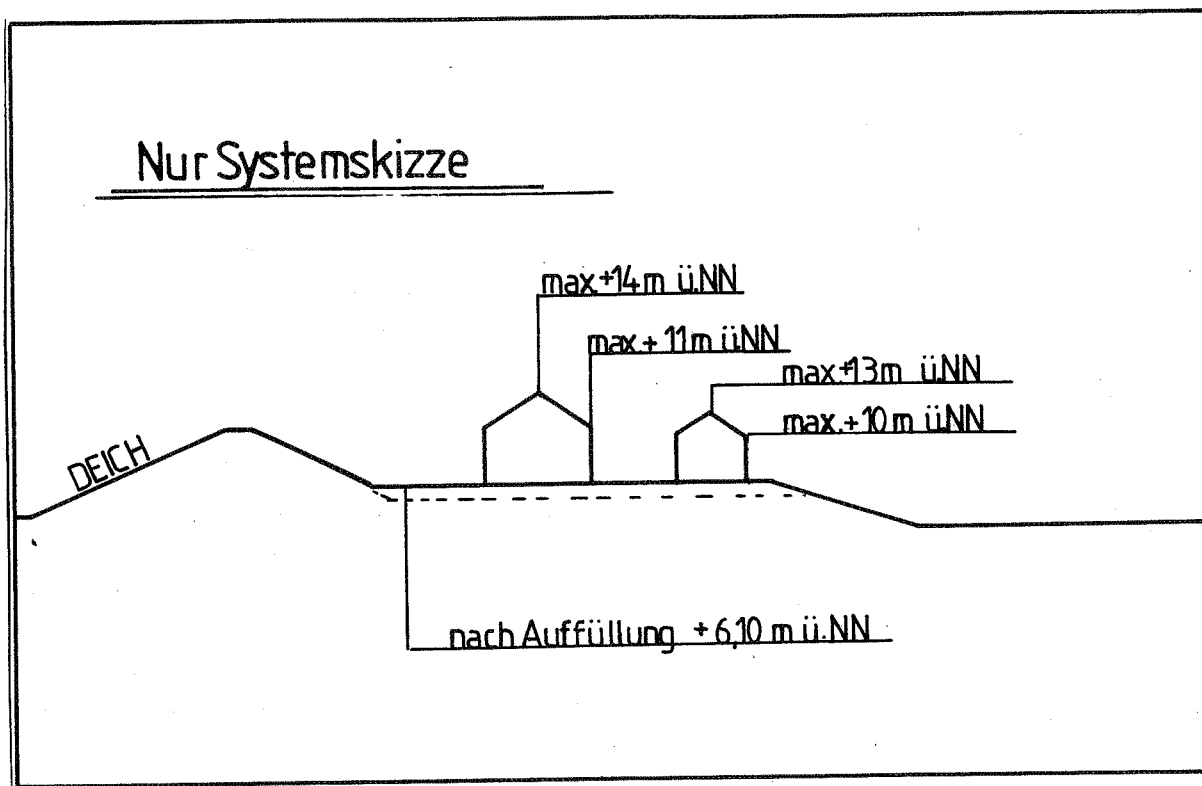 Nur Systemskizze
max.+14m ü.NN
max.+ 11m ü.NN
max.+13m ü.NN
max.+10m ü.NN
DEICH
nach Auffüllung +6,10 m ü.NN